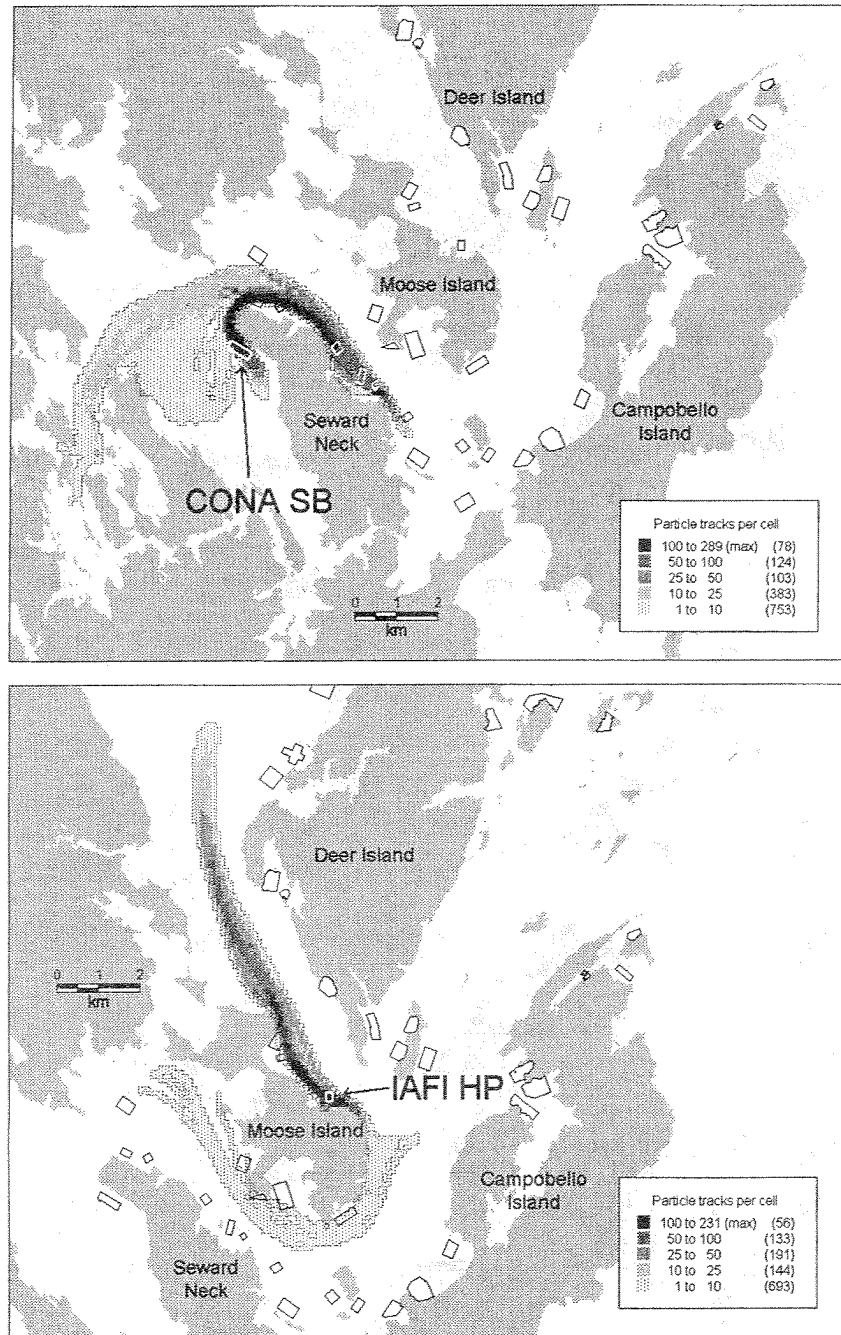 Deer Island
Moose Island
Seward
Neck
Campobello
Island
CONA SB
0 1 2
km
Particle tracks per cell
100 to 289 (max) (78)
50 to 100 (124)
25 to 50 (103)
10 to 25 (383)
1 to 10 (753)
Deer Island
0 1 2
km
IAFI HP
Moose Island
Campobello
Island
Seward
Neck
Particle tracks per cell
100 to 231 (max) (56)
50 to 100 (133)
25 to 50 (191)
10 to 25 (144)
1 to 10 (693)